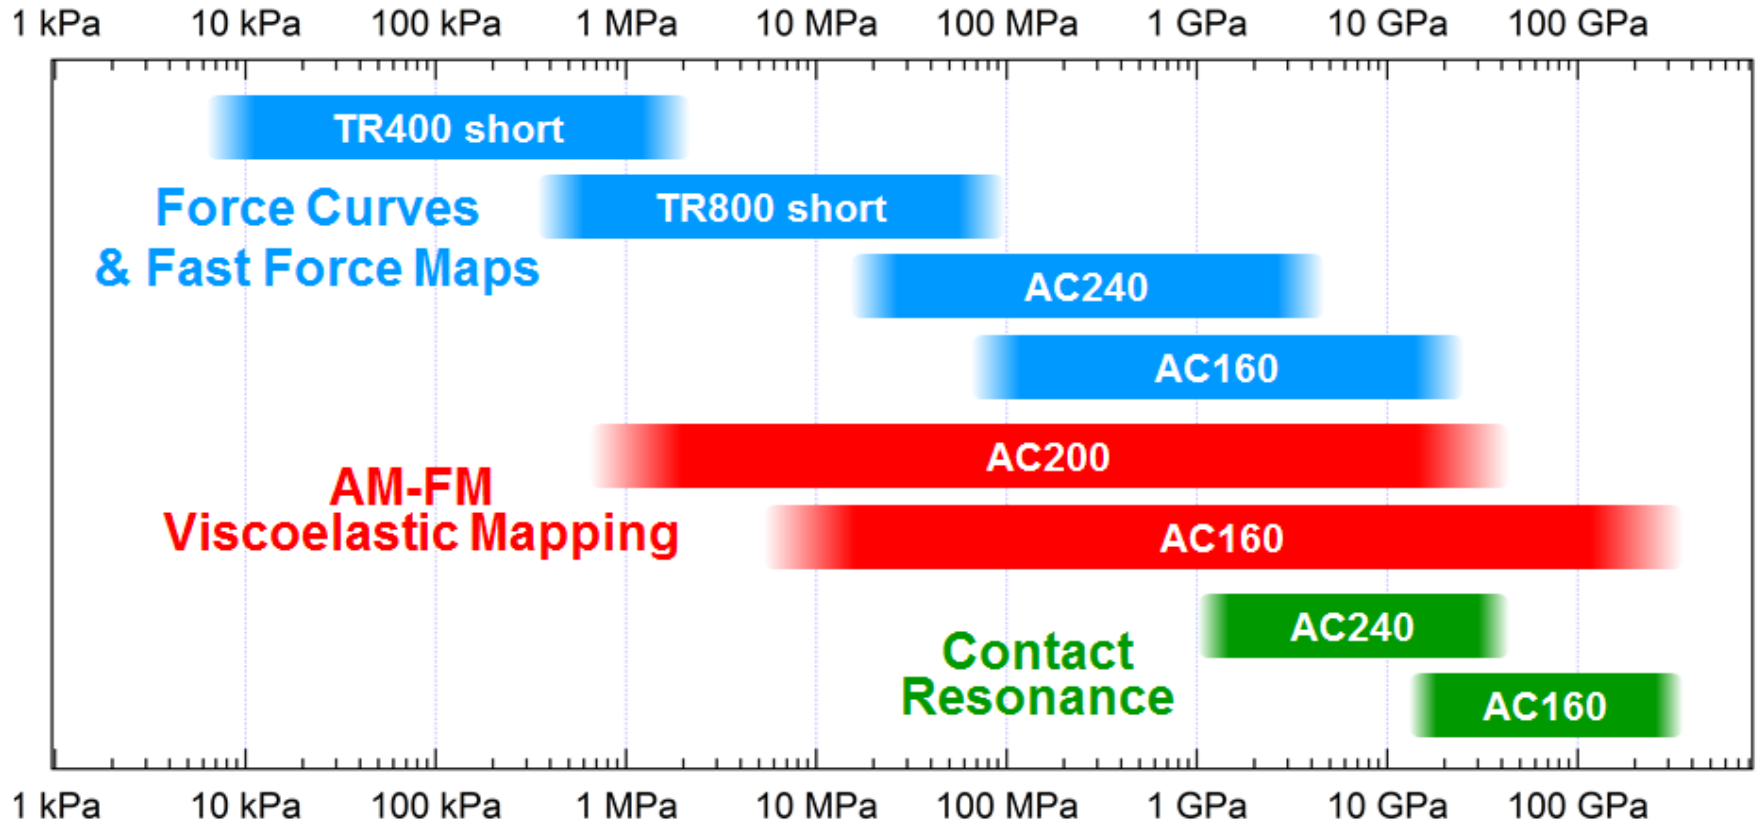 1 kPa 10 kPa 100 kPa 1 MPa 10 MPa 100 MPa 1 GPa 10 GPa 100 GPa
TR400 short
Force Curves
& Fast Force Maps
TR800 short
AC240
AC160
AM-FM
Viscoelastic Mapping
AC200
AC160
Contact
Resonance
AC240
AC160
1 kPa 10 kPa 100 kPa 1 MPa 10 MPa 100 MPa 1 GPa 10 GPa 100 GPa